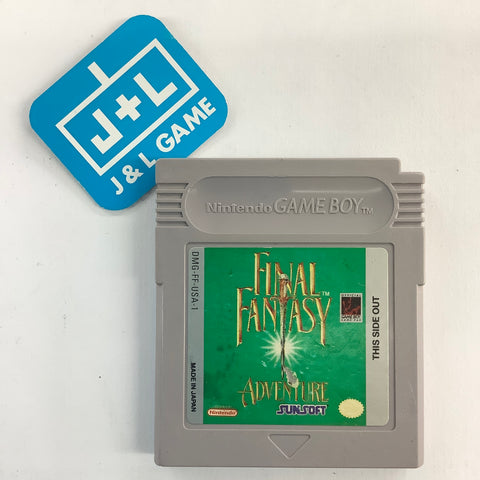 J+L
J & L GAME
Nintendo GAME BOY TM
DMG-FF-USA-1
MADE IN JAPAN
FINAL
FANTASY TM
ADVENTURE
Nintendo
SUNSOFT
THIS SIDE OUT